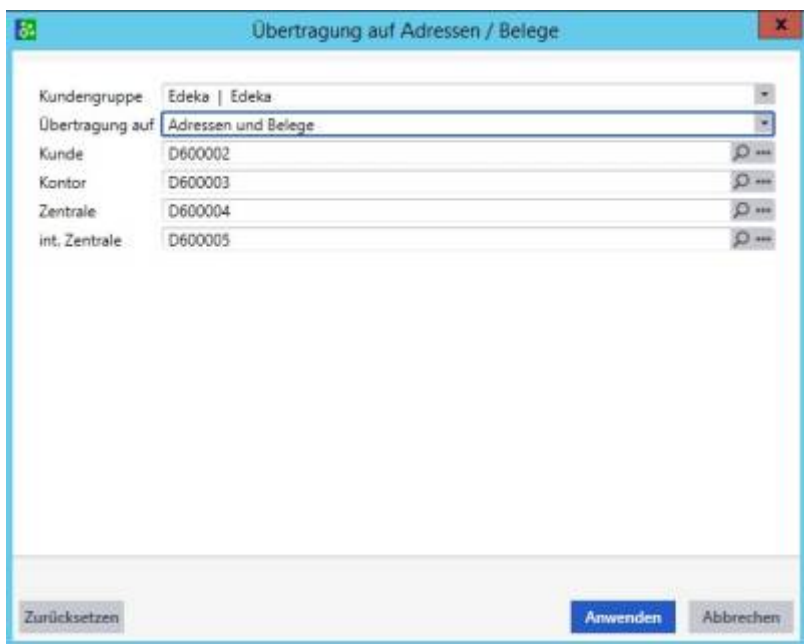 Übertragung auf Adressen / Belege
x
Kundengruppe Edeka | Edeka
Übertragung auf Adressen und Belege
Kunde D600002
Kontor D600003
Zentrale D600004
int. Zentrale D600005
Zurücksetzen Anwenden Abbrechen